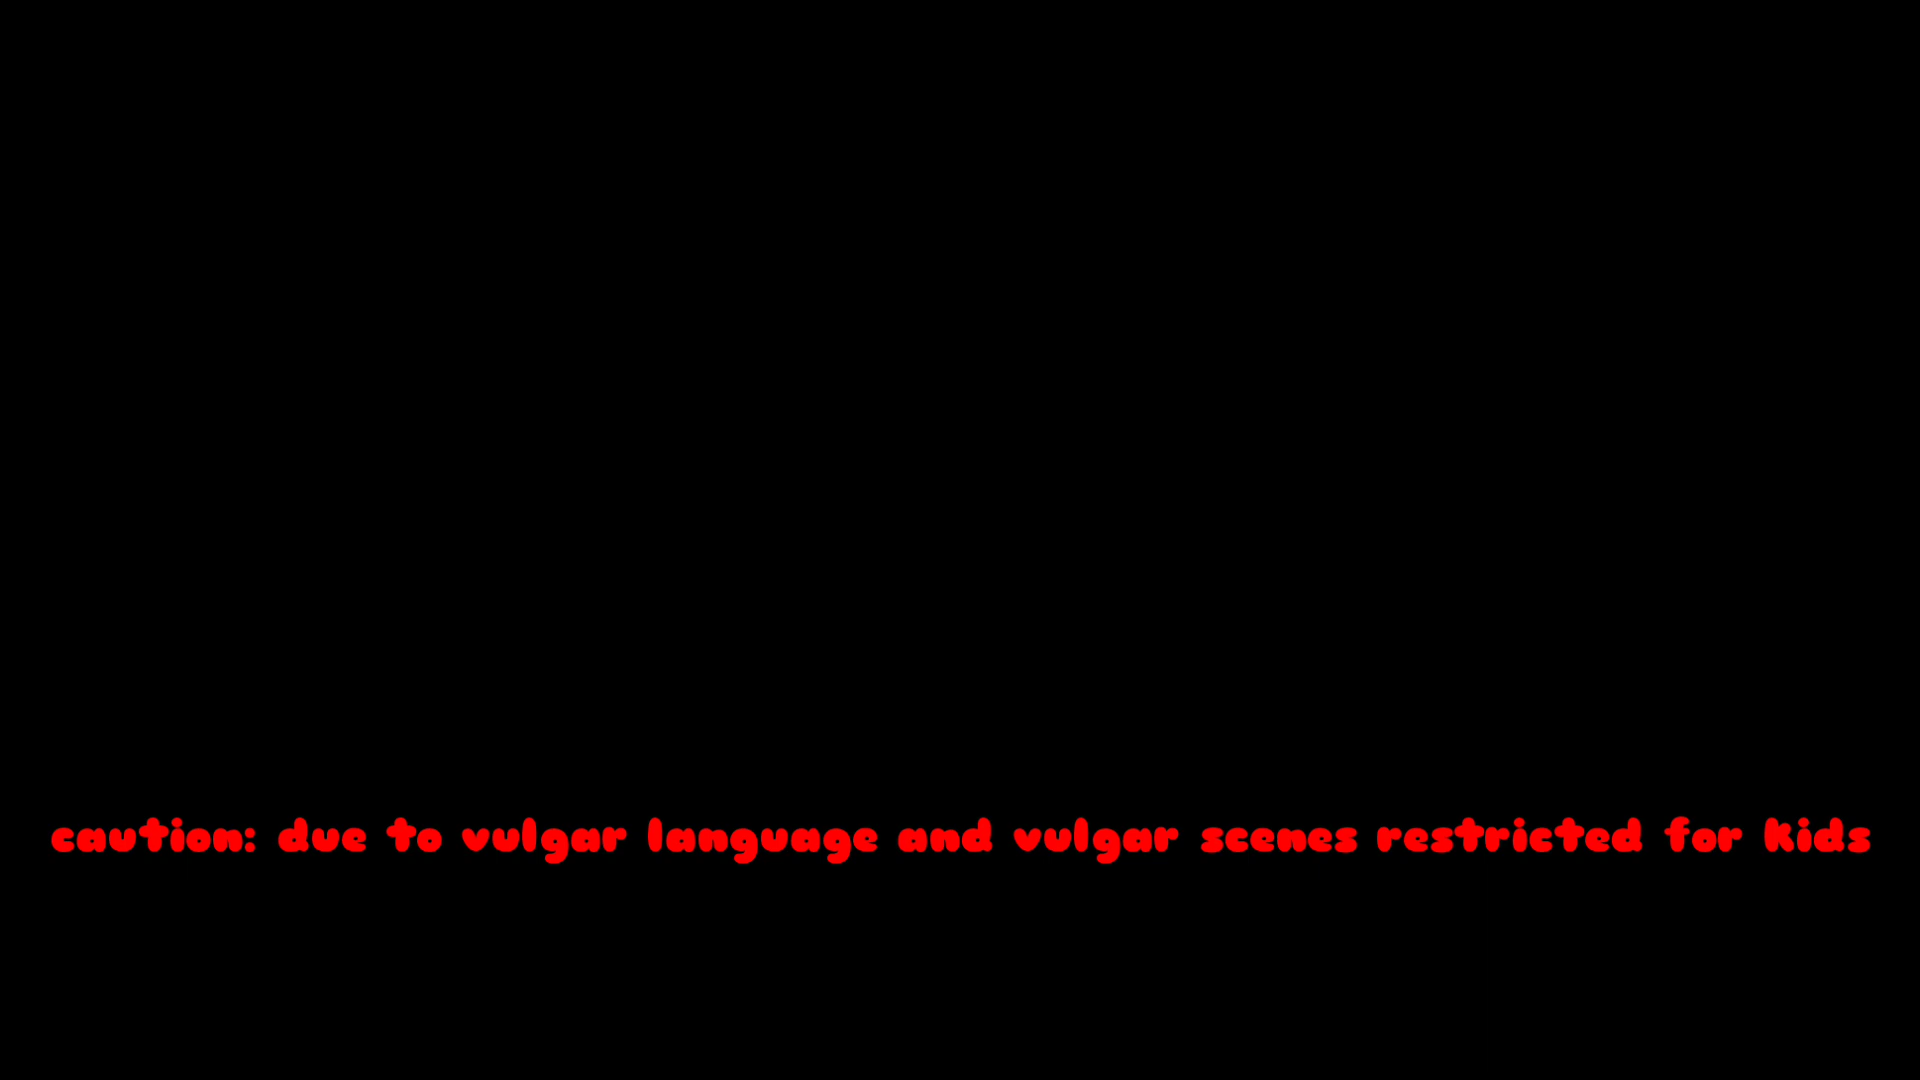 caution: due to vulgar language and vulgar scenes restricted for kids